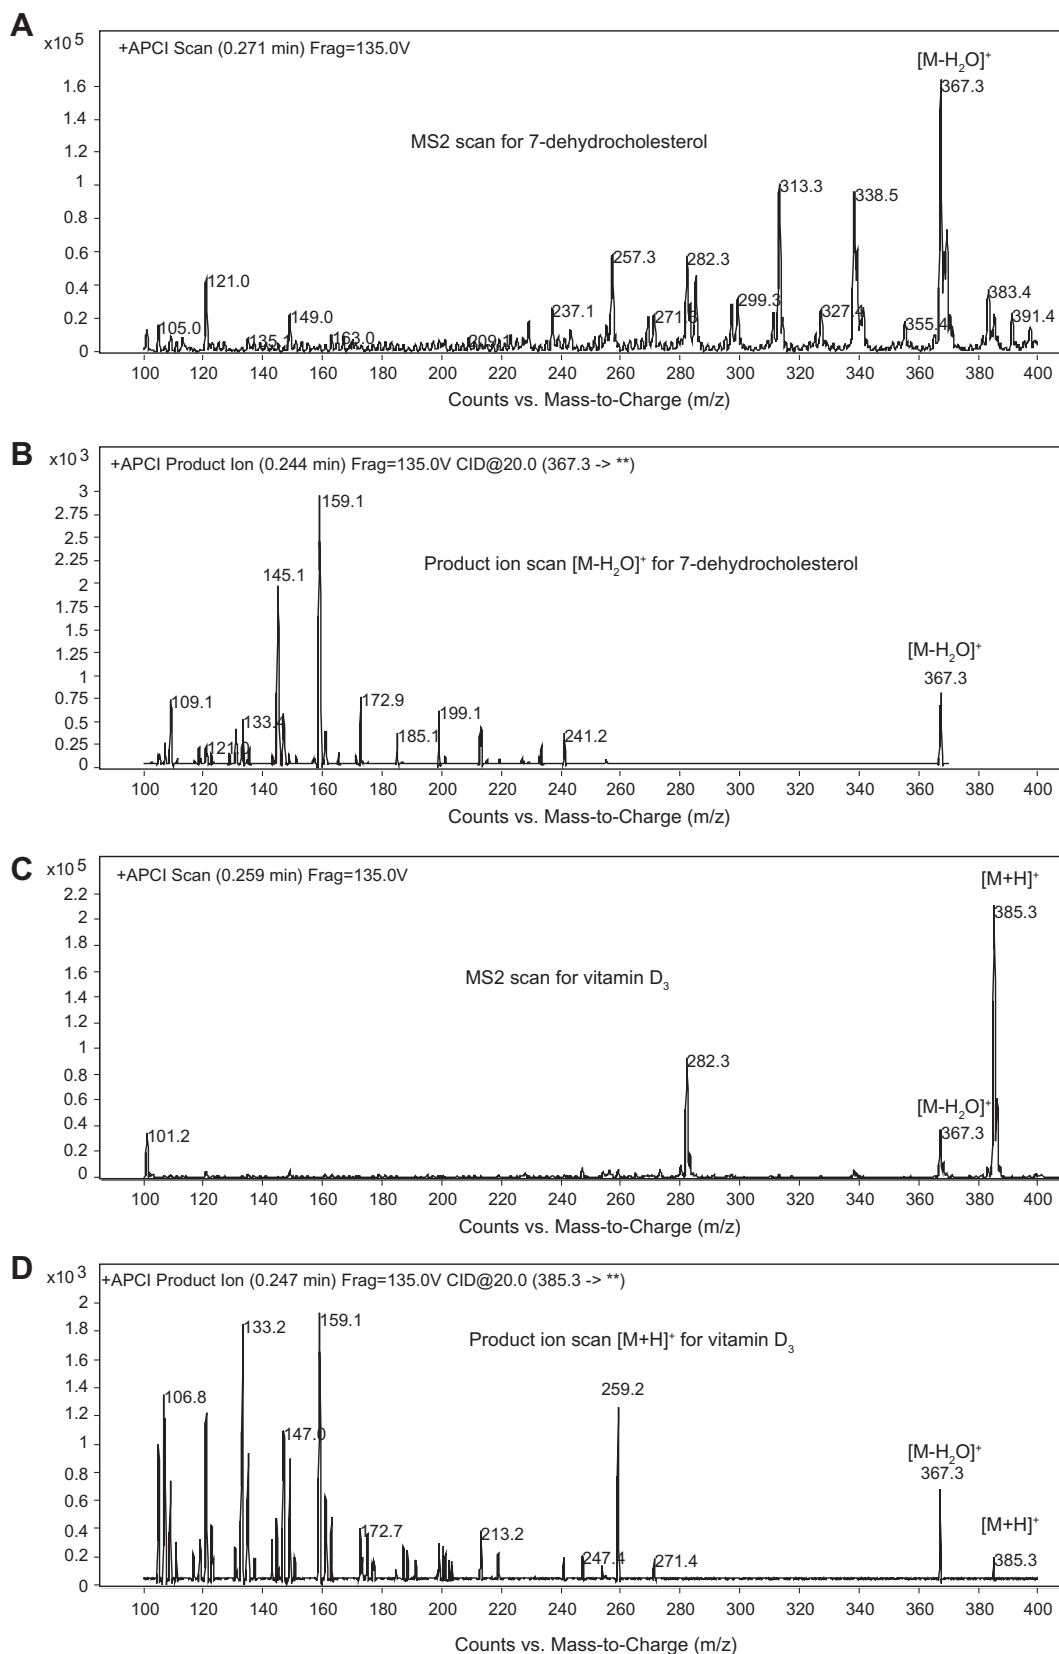 A
x10 5
+APCI Scan (0.271 min) Frag=135.0V
[M-H₂O]⁺
367.3
MS2 scan for 7-dehydrocholesterol
1.6
1.4
1.2
1
0.8
0.6
0.4
0.2
0
313.3
338.5
257.3
282.3
121.0
383.4
237.1
299.3
149.0
327.4
391.4
105.0
135.1
163.0
209.1
271.3
355.4
100 120 140 160 180 200 220 240 260 280 300 320 340 360 380 400
Counts vs. Mass-to-Charge (m/z)
B
x10 3
+APCI Product Ion (0.244 min) Frag=135.0V CID@20.0 (367.3 -> **)
3
2.75
2.5
2.25
2
1.75
1.5
1.25
1
0.75
0.5
0.25
0
159.1
Product ion scan [M-H₂O]⁺ for 7-dehydrocholesterol
145.1
[M-H₂O]⁺
367.3
109.1
172.9
133.4
199.1
185.1
121.0
241.2
100 120 140 160 180 200 220 240 260 280 300 320 340 360 380 400
Counts vs. Mass-to-Charge (m/z)
C
x10 5
+APCI Scan (0.259 min) Frag=135.0V
[M+H]⁺
385.3
2.2
2
1.8
1.6
1.4
1.2
1
0.8
0.6
0.4
0.2
0
MS2 scan for vitamin D₃
282.3
[M-H₂O]⁺
367.3
101.2
100 120 140 160 180 200 220 240 260 280 300 320 340 360 380 400
Counts vs. Mass-to-Charge (m/z)
D
x10 3
+APCI Product Ion (0.247 min) Frag=135.0V CID@20.0 (385.3 -> **)
2
1.8
1.6
1.4
1.2
1
0.8
0.6
0.4
0.2
0
133.2
159.1
Product ion scan [M+H]⁺ for vitamin D₃
106.8
259.2
147.0
[M-H₂O]⁺
367.3
[M+H]⁺
172.7
213.2
247.4
271.4
385.3
100 120 140 160 180 200 220 240 260 280 300 320 340 360 380 400
Counts vs. Mass-to-Charge (m/z)